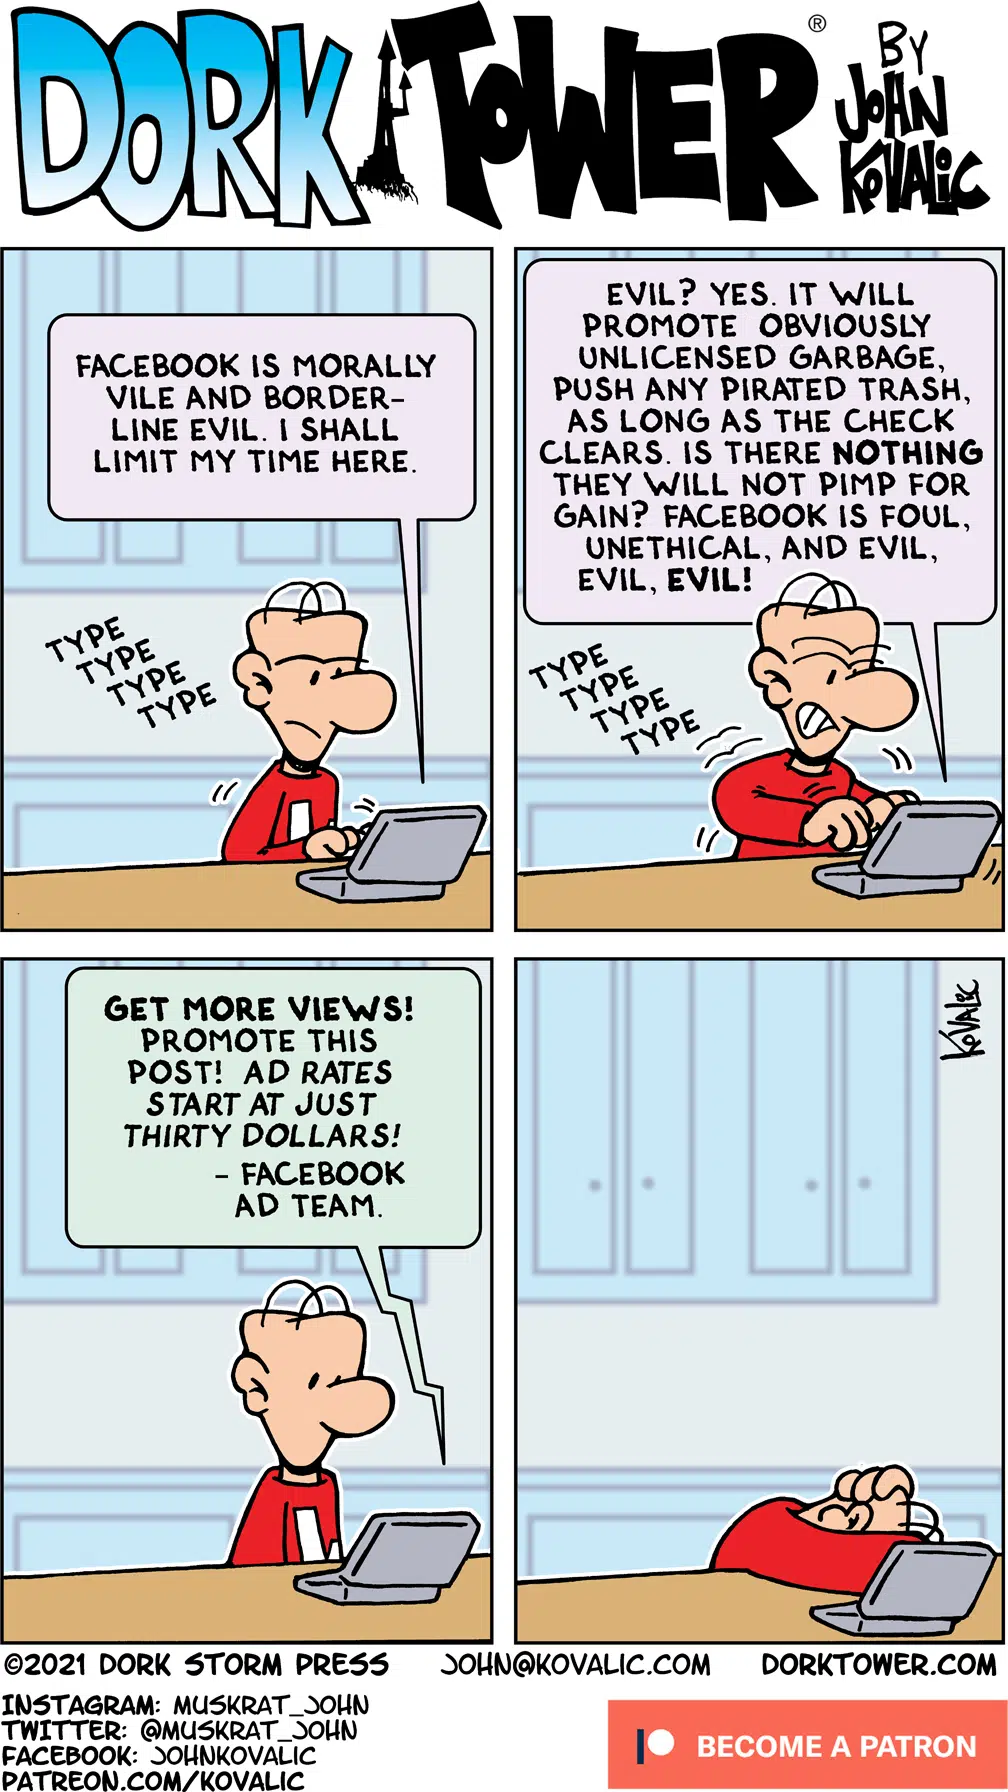 DORK TOWER ®
BY
JOHN
KOVALIC
FACEBOOK IS MORALLY
VILE AND BORDER-
LINE EVIL. I SHALL
LIMIT MY TIME HERE.
TYPE
TYPE
TYPE
TYPE
EVIL? YES. IT WILL
PROMOTE OBVIOUSLY
UNLICENSED GARBAGE,
PUSH ANY PIRATED TRASH,
AS LONG AS THE CHECK
CLEARS. IS THERE NOTHING
THEY WILL NOT PIMP FOR
GAIN? FACEBOOK IS FOUL,
UNETHICAL, AND EVIL,
EVIL, EVIL!
TYPE
TYPE
TYPE
TYPE
GET MORE VIEWS!
PROMOTE THIS
POST! AD RATES
START AT JUST
THIRTY DOLLARS!
- FACEBOOK
AD TEAM.
KOVALIC
©2021 DORK STORM PRESS JOHN@KOVALIC.COM DORKTOWER.COM
INSTAGRAM: MUSKRAT_JOHN
TWITTER: @MUSKRAT_JOHN
FACEBOOK: JOHNKOVALIC
PATREON.COM/KOVALIC
BECOME A PATRON